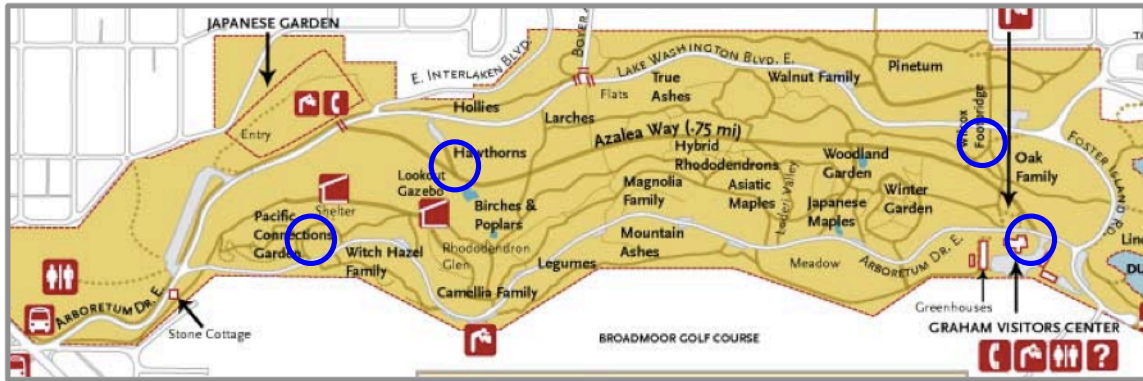 JAPANESE GARDEN
E. INTERLAKEN BLVD.
BOYER A
LAKE WASHINGTON BLVD. E.
Pinetum
True
Ashes
Walnut Family
Flats
Hollies
Larches
Entry
Azalea Way (.75 mi)
Wilcox
Footbridge
FOSTER ISLAND RD.
Hawthorns
Hybrid
Rhododendrons
Woodland
Garden
Oak
Family
Lookout
Gazebo
Magnolia
Family
Asiatic
Maples
Loderi Valley
Winter
Garden
Shelter
Birches &
Poplars
Japanese
Maples
Pacific
Connections
Garden
Mountain
Ashes
Rhododendron
Glen
Witch Hazel
Family
Legumes
Meadow
ARBORETUM DR. E.
Lin
DU
Camellia Family
ARBORETUM DR. E.
Stone Cottage
Greenhouses
BROADMOOR GOLF COURSE
GRAHAM VISITORS CENTER
?